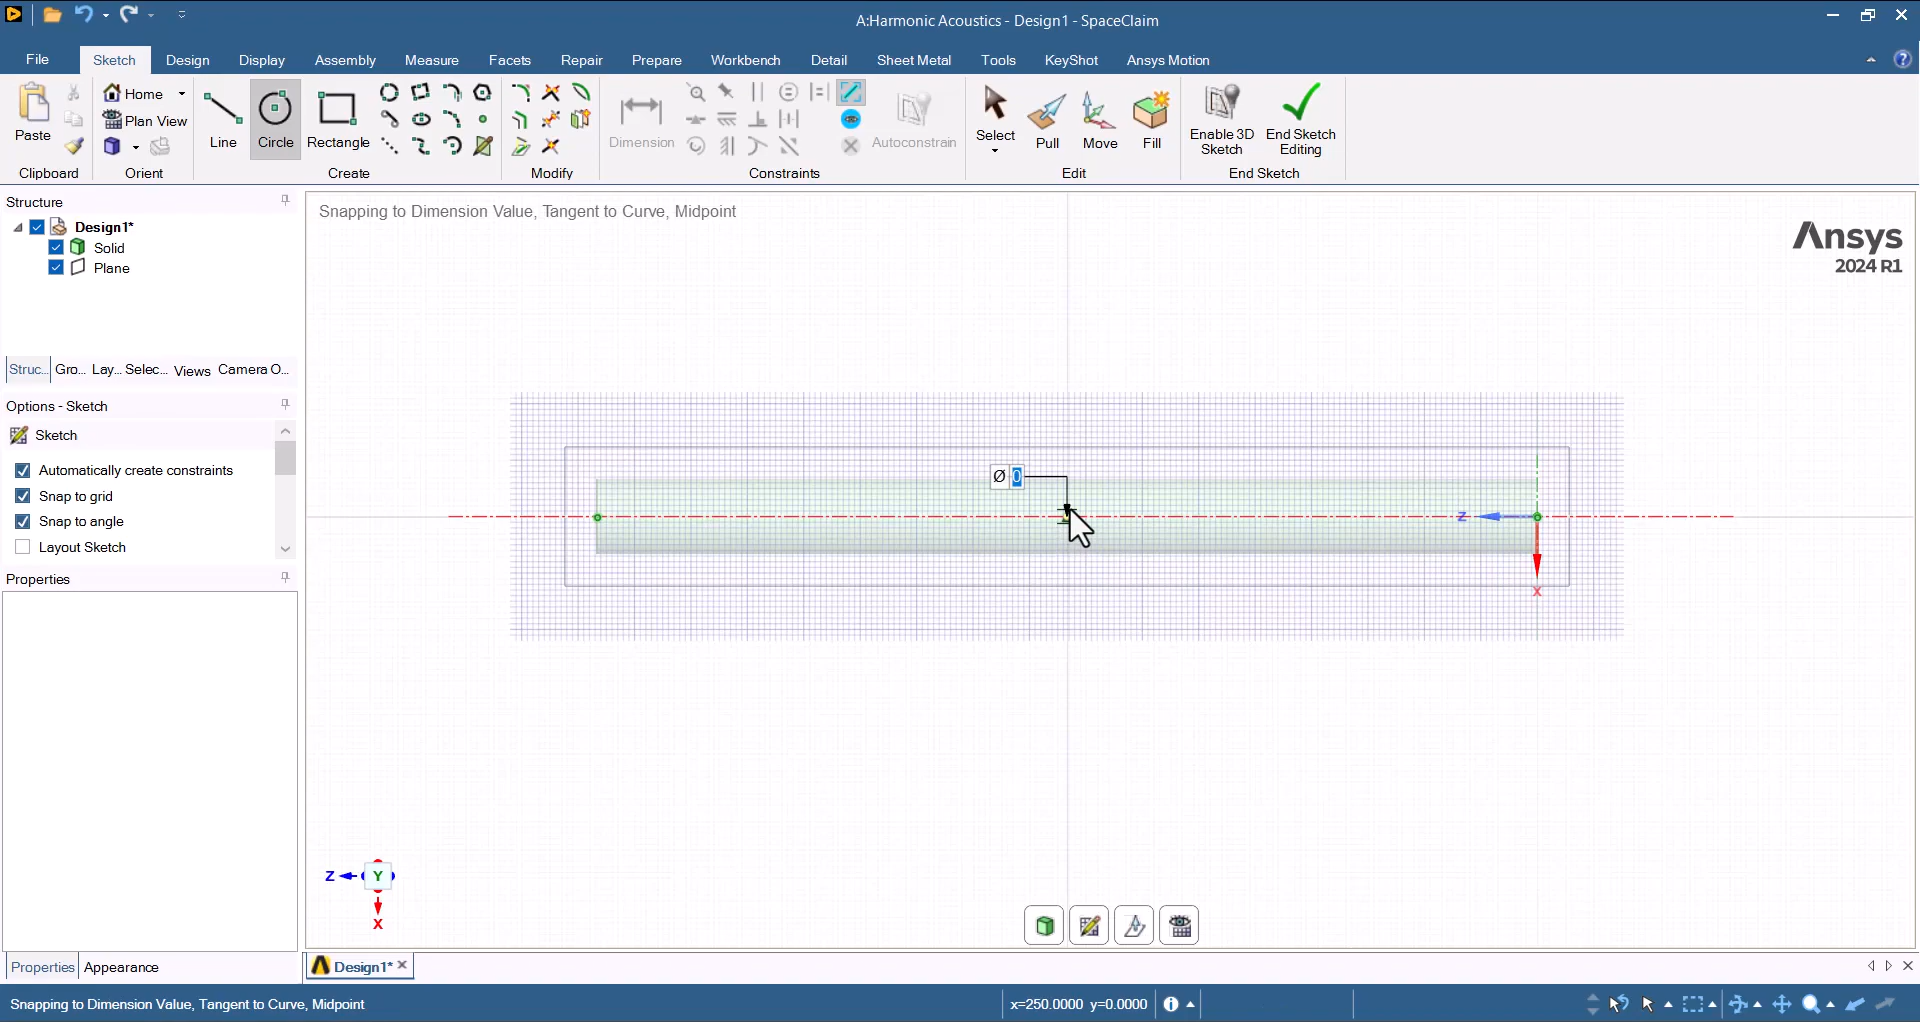 A:Harmonic Acoustics - Design1 - SpaceClaim
File Sketch Design Display Assembly Measure Facets Repair Prepare Workbench Detail Sheet Metal Tools KeyShot Ansys Motion
Paste
Home
Plan View
Line Circle Rectangle
Dimension
Autoconstrain
Select Pull Move Fill
Enable 3D Sketch
End Sketch Editing
Clipboard Orient Create Modify Constraints Edit End Sketch
Structure
Design1*
Solid
Plane
Struc... Gro... Lay... Selec... Views Camera O...
Options - Sketch
Sketch
Automatically create constraints
Snap to grid
Snap to angle
Layout Sketch
Properties
Properties Appearance
Snapping to Dimension Value, Tangent to Curve, Midpoint
Ansys
2024 R1
Ø 0
Z
X
Z Y
X
Design1*
Snapping to Dimension Value, Tangent to Curve, Midpoint
x=250.0000 y=0.0000